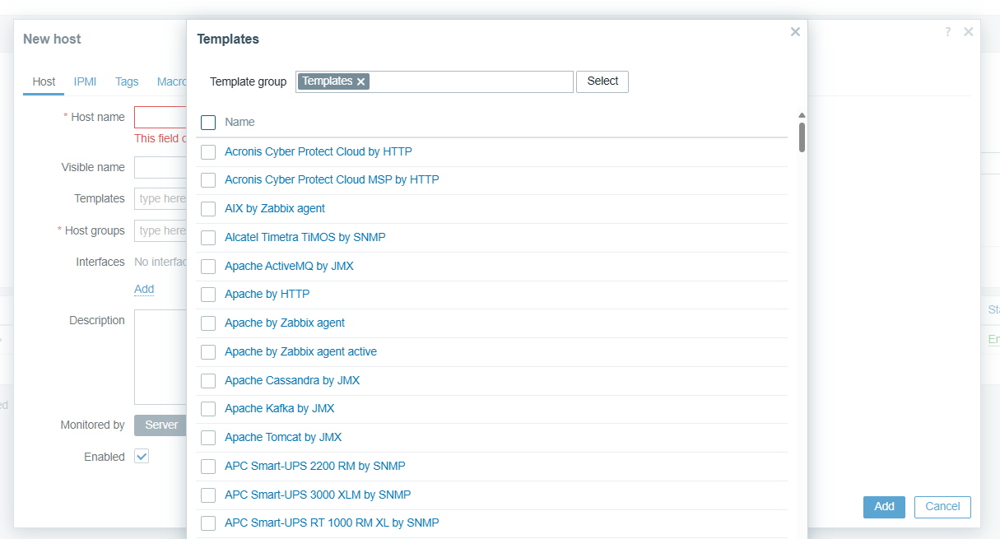 New host
?
Host IPMI Tags Macro
* Host name
This field
Visible name
Templates type here
* Host groups type here
Interfaces No interfac
Add
Description
Monitored by Server
Enabled
Templates
Template group Templates Select
Name
Acronis Cyber Protect Cloud by HTTP
Acronis Cyber Protect Cloud MSP by HTTP
AIX by Zabbix agent
Alcatel Timetra TiMOS by SNMP
Apache ActiveMQ by JMX
Apache by HTTP
Apache by Zabbix agent
Apache by Zabbix agent active
Apache Cassandra by JMX
Apache Kafka by JMX
Apache Tomcat by JMX
APC Smart-UPS 2200 RM by SNMP
APC Smart-UPS 3000 XLM by SNMP
APC Smart-UPS RT 1000 RM XL by SNMP
Add Cancel